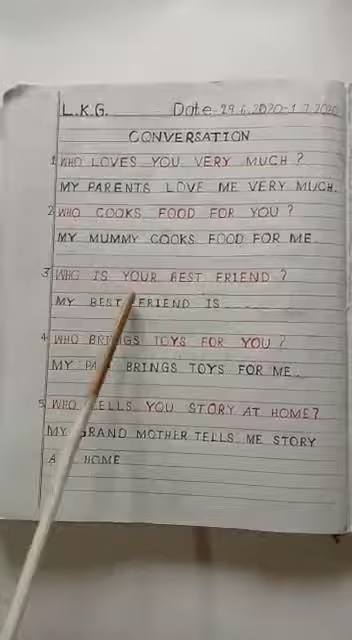 L.K.G. Date-29.6.2020-1.7.2020
CONVERSATION
1 WHO LOVES YOU VERY MUCH?
MY PARENTS LOVE ME VERY MUCH.
2 WHO COOKS FOOD FOR YOU?
MY MUMMY COOKS FOOD FOR ME.
3 WHO IS YOUR BEST FRIEND?
MY BEST FRIEND IS
4 WHO BRINGS TOYS FOR YOU?
MY BRINGS TOYS FOR ME.
5 WHO TELLS YOU STORY AT HOME?
MY GRAND MOTHER TELLS ME STORY
HOME